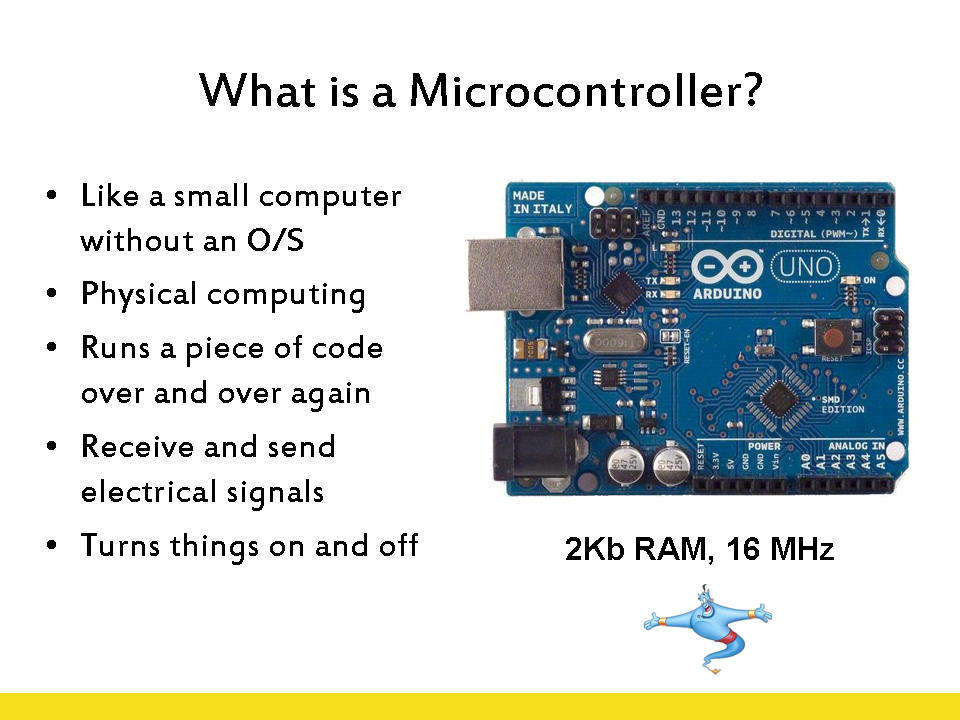 What is a Microcontroller?
• Like a small computer
without an O/S
• Physical computing
• Runs a piece of code
over and over again
• Receive and send
electrical signals
• Turns things on and off
MADE
IN ITALY
AREF
GND
13
12
~11
~10
~9
8
7
~6
~5
4
~3
2
TX→1
RX←0
DIGITAL (PWM~)
TX
RX
ARDUINO
UNO
ON
RESET-EN
RESET
ICSP
SMD
EDITION
WWW.ARDUINO.CC
POWER
ANALOG IN
RESET
3.3V
5V
GND
GND
Vin
A0
A1
A2
A3
A4
A5
47
25V
47
25V
2Kb RAM, 16 MHz